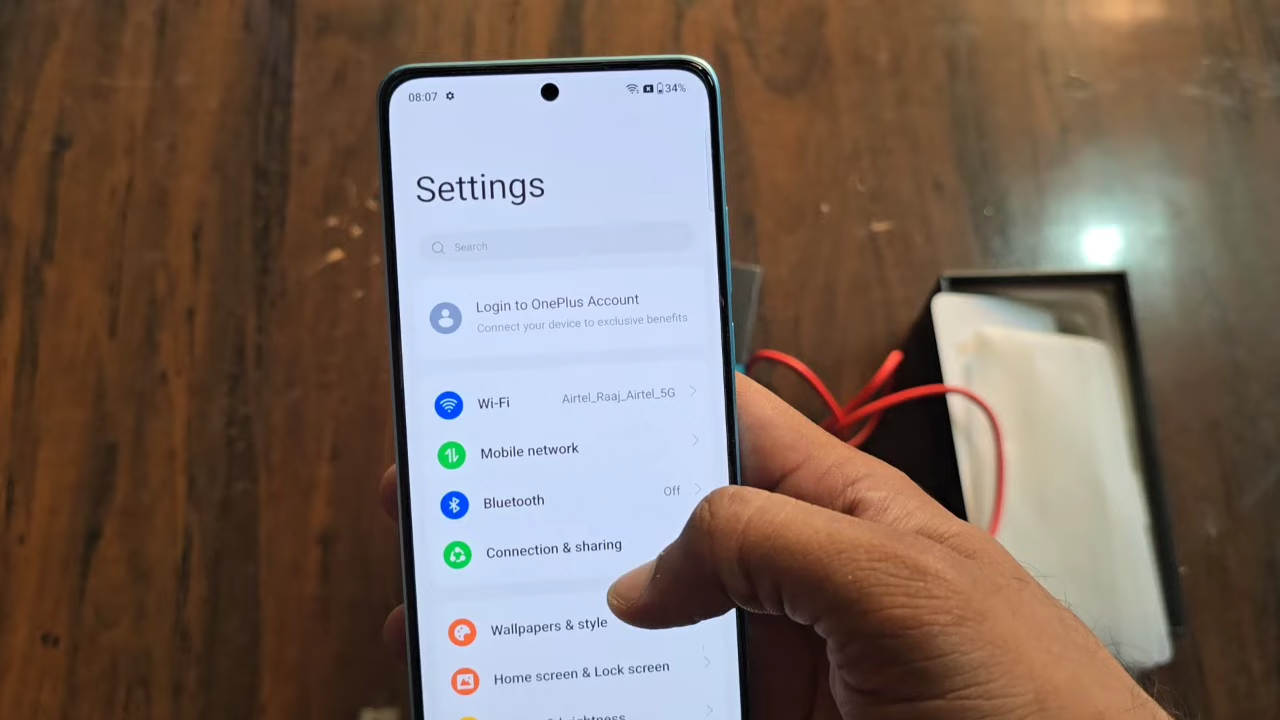 08:07 34%
Settings
Search
Login to OnePlus Account
Connect your device to exclusive benefits
Wi-Fi Airtel_Raaj_Airtel_5G
Mobile network
Bluetooth Off
Connection & sharing
Wallpapers & style
Home screen & Lock screen